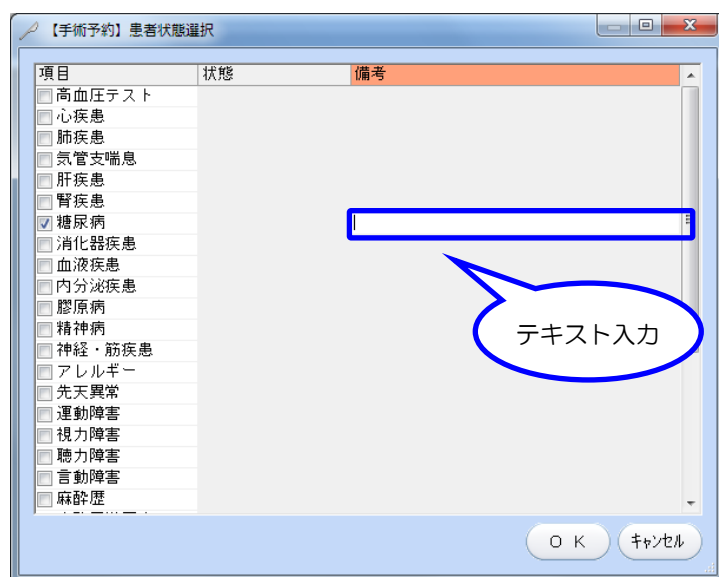 【手術予約】患者状態選択
項目 状態 備考
高血圧テスト
心疾患
肺疾患
気管支喘息
肝疾患
腎疾患
糖尿病
消化器疾患
血液疾患
内分泌疾患
膠原病
精神病
テキスト入力
神経・筋疾患
アレルギー
先天異常
運動障害
視力障害
聴力障害
言動障害
麻酔歴
ＯＫ キャンセル